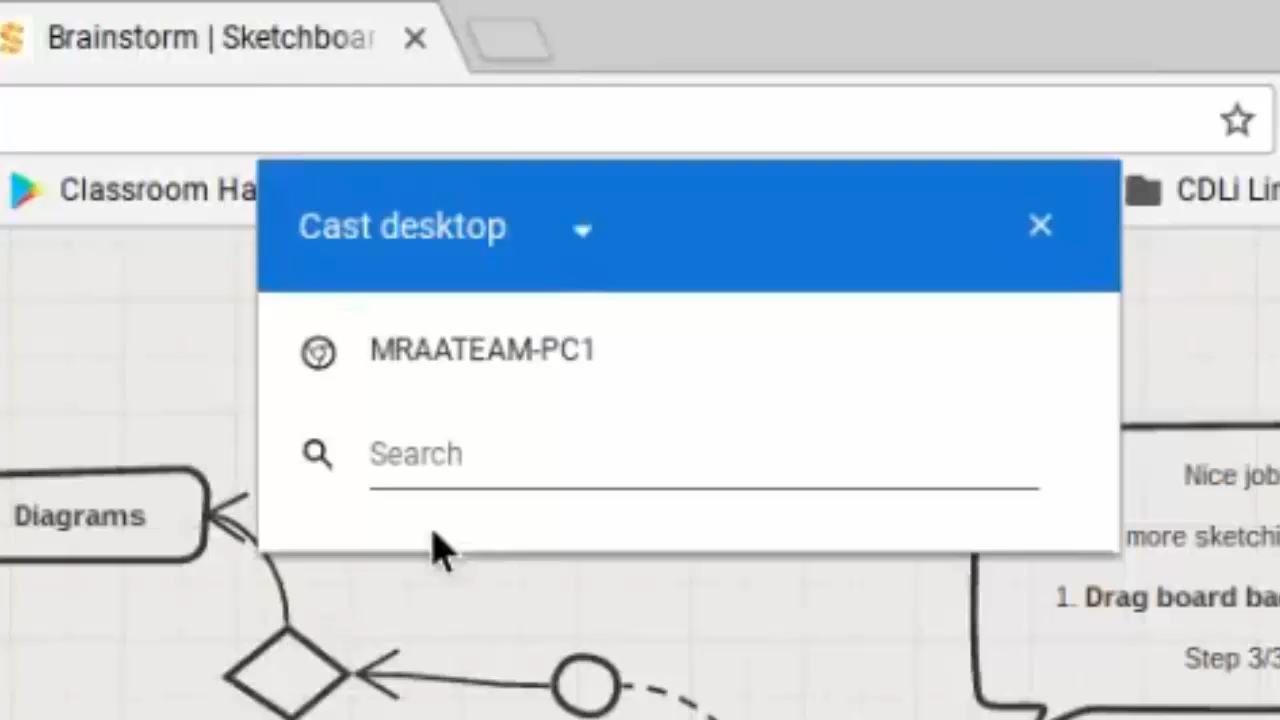 Brainstorm | Sketchboar
Classroom Ha
CDLi Lin
Cast desktop
MRAATEAM-PC1
Search
Diagrams
Nice job
more sketchi
1. Drag board ba
Step 3/3